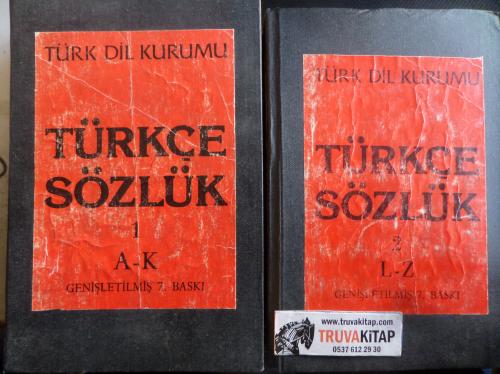 TÜRK DİL KURUMU
TÜRKÇE
SÖZLÜK
1
A-K
GENİŞLETİLMİŞ 7. BASKI
TÜRK DİL KURUMU
TÜRKÇE
SÖZLÜK
2
L-Z
GENİŞLETİLMİŞ 7. BASKI
www.truvakitap.com
TRUVAKİTAP
0537 612 29 30